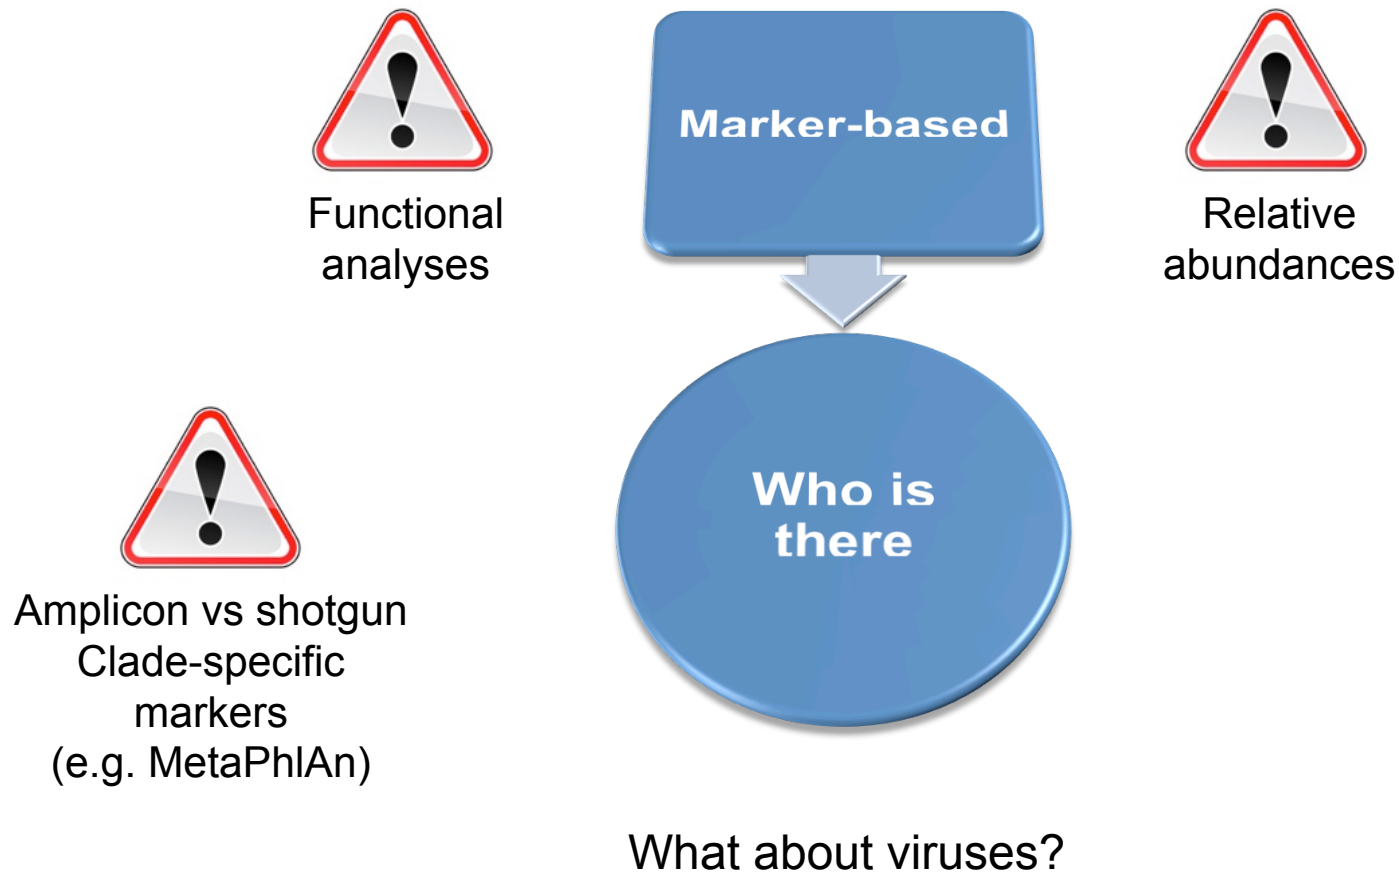 Marker-based
Functional
analyses
Relative
abundances
Who is
there
Amplicon vs shotgun
Clade-specific
markers
(e.g. MetaPhlAn)
What about viruses?